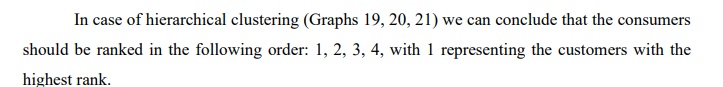 In case of hierarchical clustering (Graphs 19, 20, 21) we can conclude that the consumers
should be ranked in the following order: 1, 2, 3, 4, with 1 representing the customers with the
highest rank.